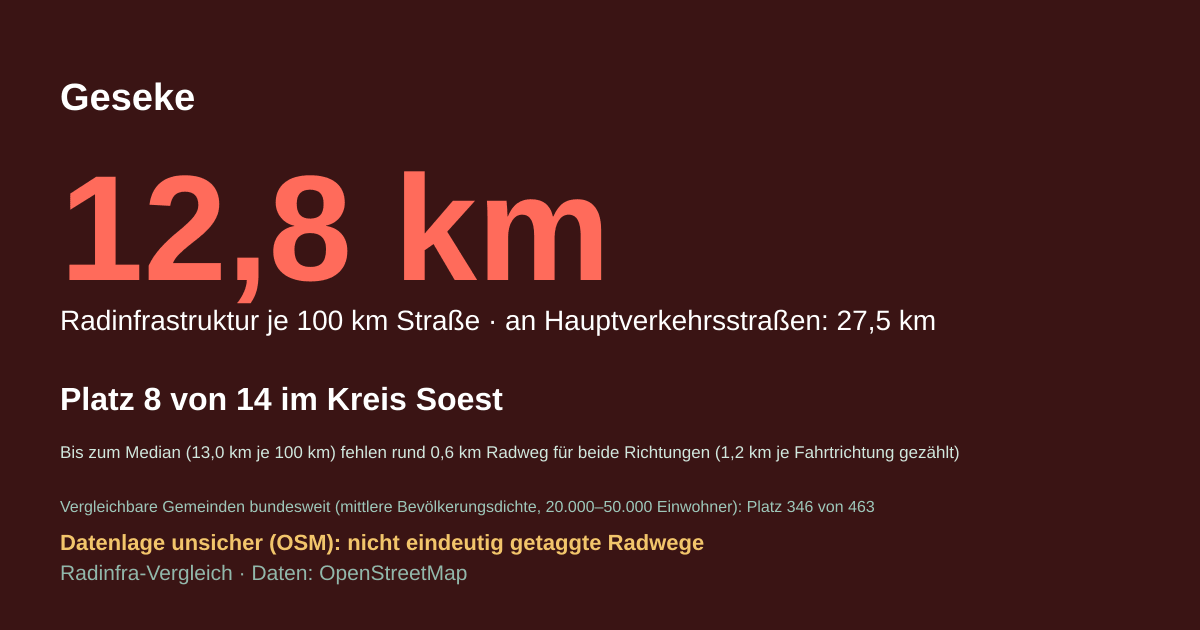 Geseke
12,8 km
Radinfrastruktur je 100 km Straße · an Hauptverkehrsstraßen: 27,5 km
Platz 8 von 14 im Kreis Soest
Bis zum Median (13,0 km je 100 km) fehlen rund 0,6 km Radweg für beide Richtungen (1,2 km je Fahrtrichtung gezählt)
Vergleichbare Gemeinden bundesweit (mittlere Bevölkerungsdichte, 20.000–50.000 Einwohner): Platz 346 von 463
Datenlage unsicher (OSM): nicht eindeutig getaggte Radwege
Radinfra-Vergleich · Daten: OpenStreetMap